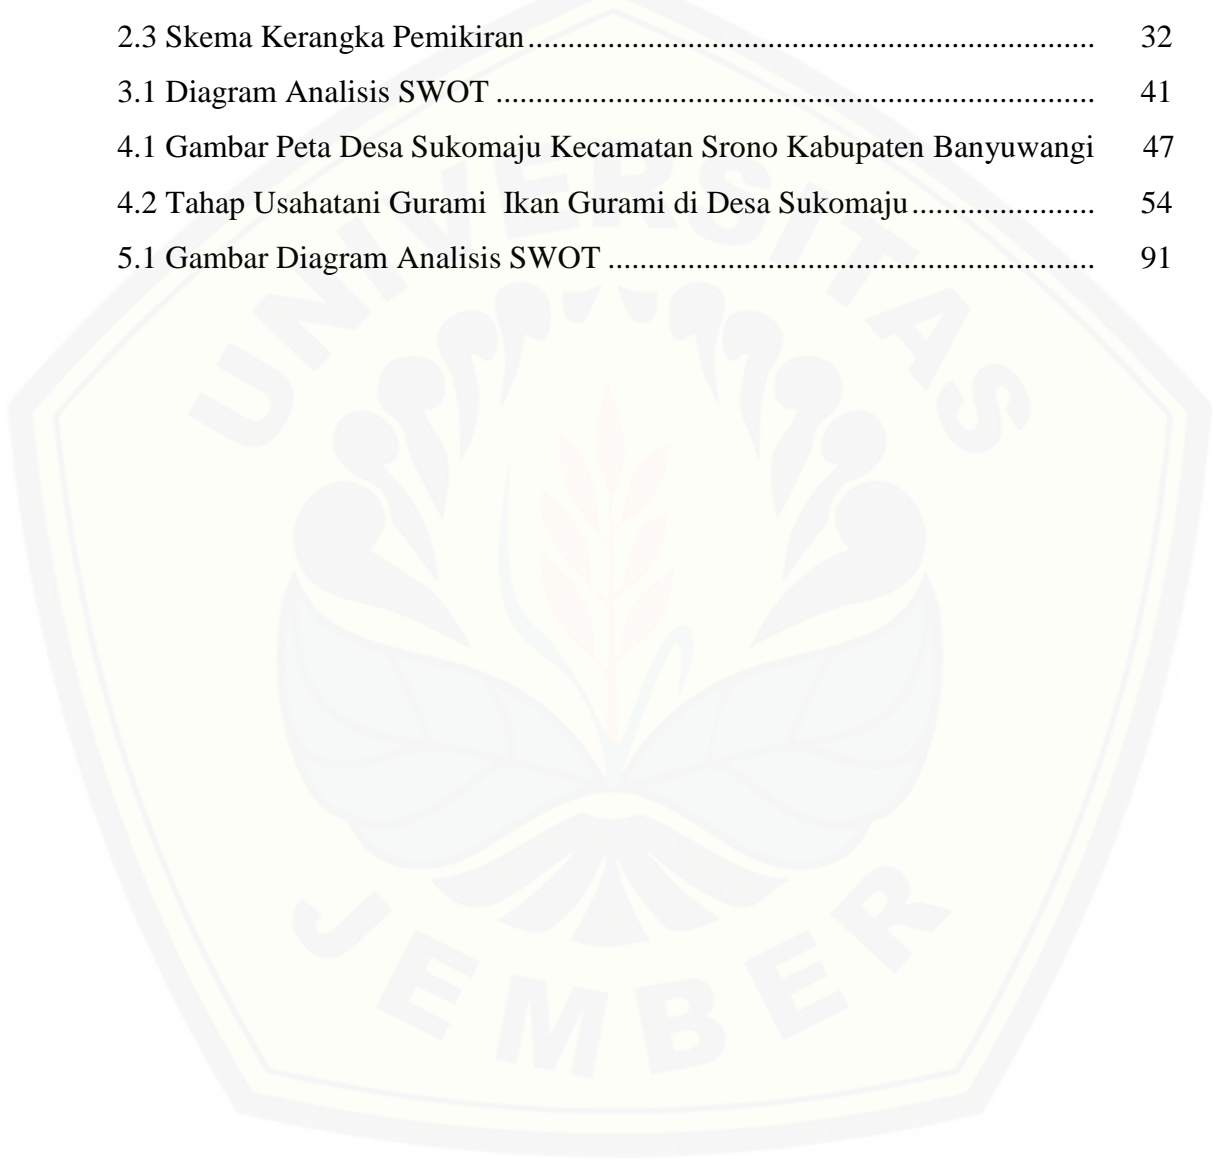 2.3 Skema Kerangka Pemikiran ........................................................................ 32
3.1 Diagram Analisis SWOT ............................................................................ 41
4.1 Gambar Peta Desa Sukomaju Kecamatan Srono Kabupaten Banyuwangi 47
4.2 Tahap Usahatani Gurami  Ikan Gurami di Desa Sukomaju ....................... 54
5.1 Gambar Diagram Analisis SWOT .............................................................. 91
UNIVERSITAS
JEMBER